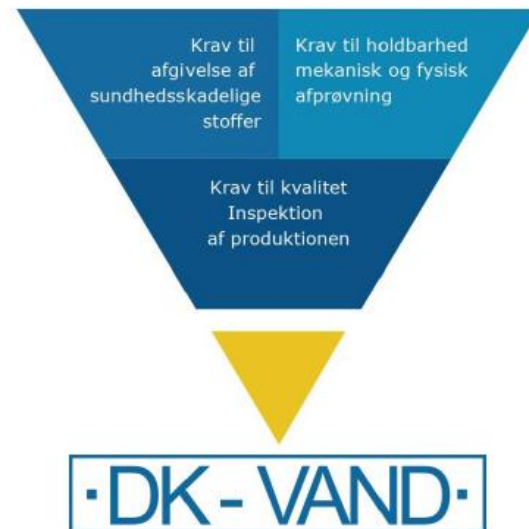 Krav til
afgivelse af
sundhedsskadelige
stoffer
Krav til holdbarhed
mekanisk og fysisk
afprøvning
Krav til kvalitet
Inspektion
af produktionen
·DK-VAND·